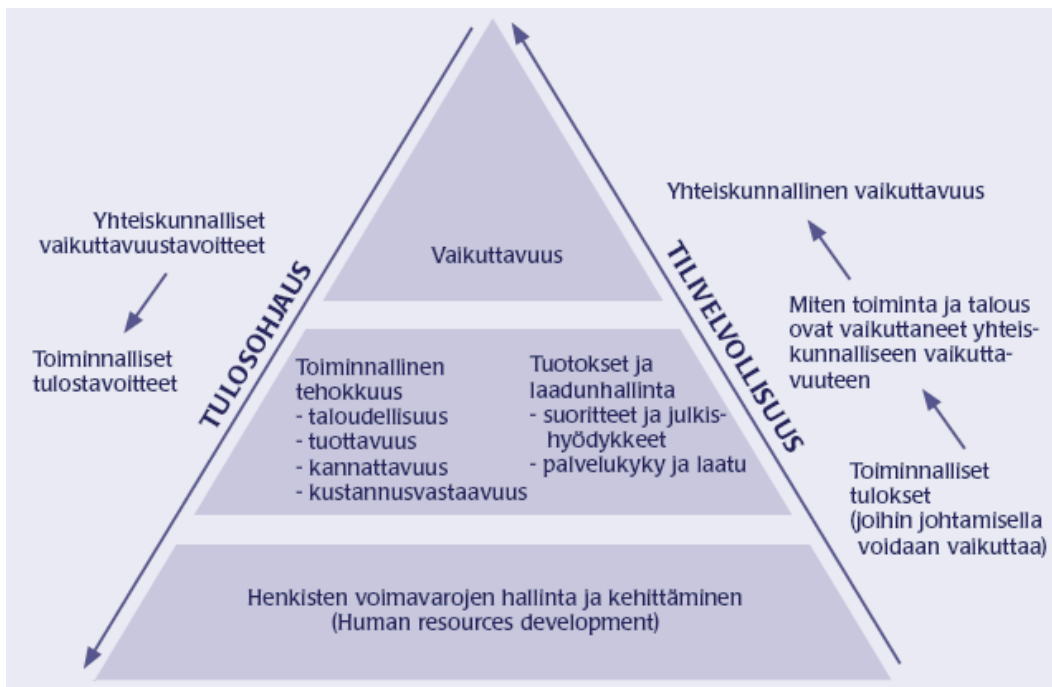 Yhteiskunnalliset
vaikuttavuustavoitteet
Toiminnalliset
tulostavoitteet
TULOSOHJAUS
Vaikuttavuus
Toiminnallinen
tehokkuus
- taloudellisuus
- tuottavuus
- kannattavuus
- kustannusvastaavuus
Tuotokset ja
laadunhallinta
- suoritteet ja julkis-
hyödykkeet
- palvelukyky ja laatu
Henkisten voimavarojen hallinta ja kehittäminen
(Human resources development)
TILIVELVOLLISUUS
Yhteiskunnallinen vaikuttavuus
Miten toiminta ja talous
ovat vaikuttaneet yhteis-
kunnalliseen vaikutta-
vuuteen
Toiminnalliset
tulokset
(joihin johtamisella
voidaan vaikuttaa)